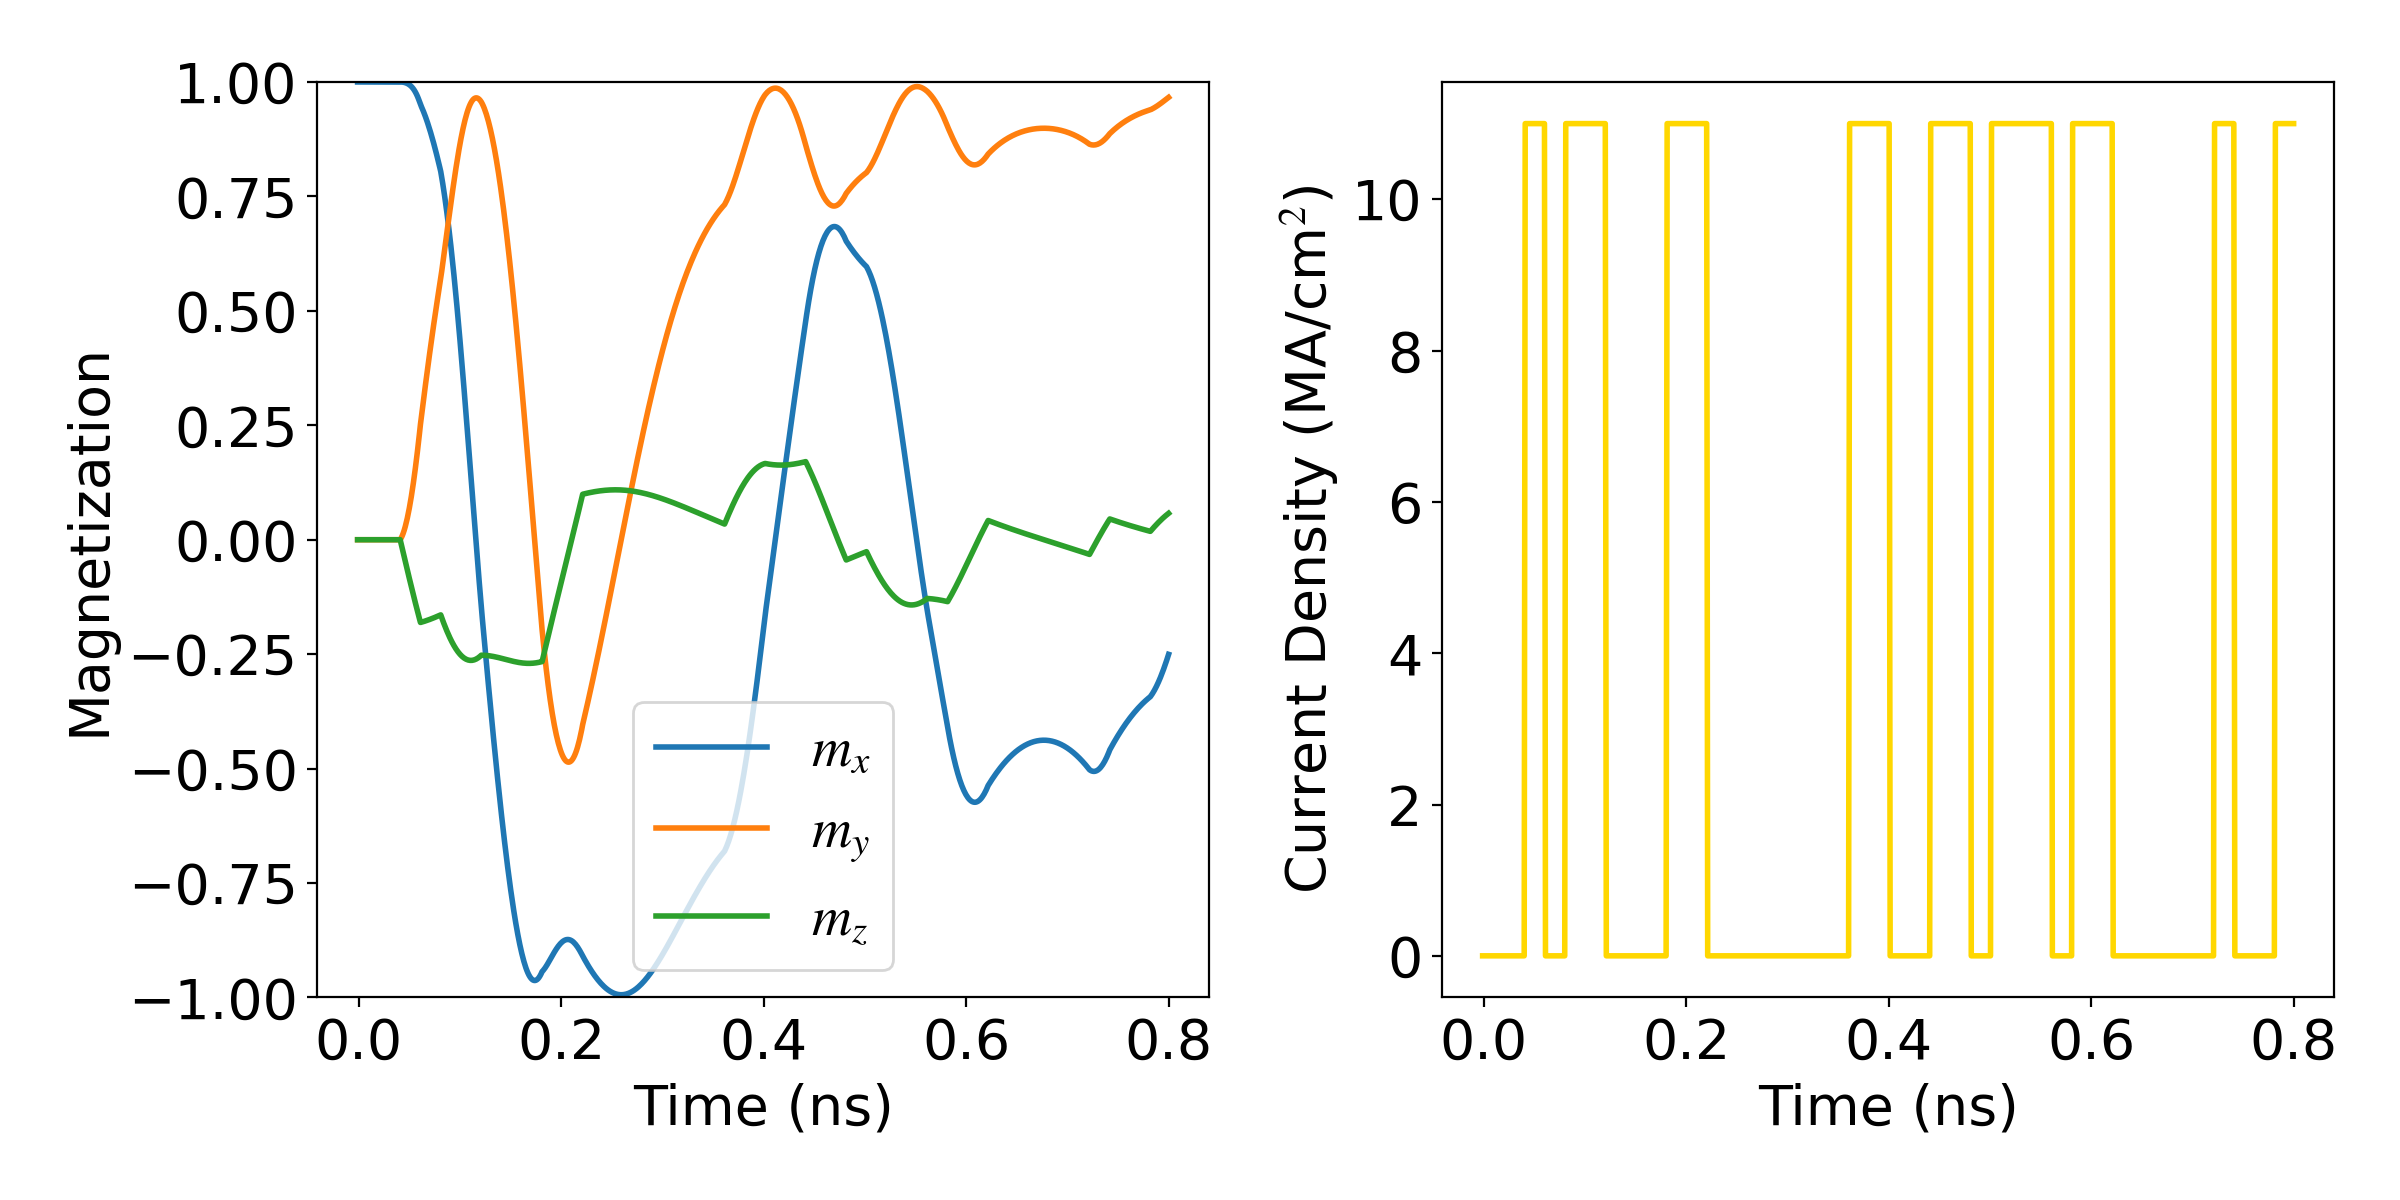 1.00
0.75
0.50
0.25
0.00
−0.25
−0.50
−0.75
−1.00
Magnetization
0.0 0.2 0.4 0.6 0.8
Time (ns)
m_x
m_y
m_z
10
8
6
4
2
0
Current Density (MA/cm²)
0.0 0.2 0.4 0.6 0.8
Time (ns)